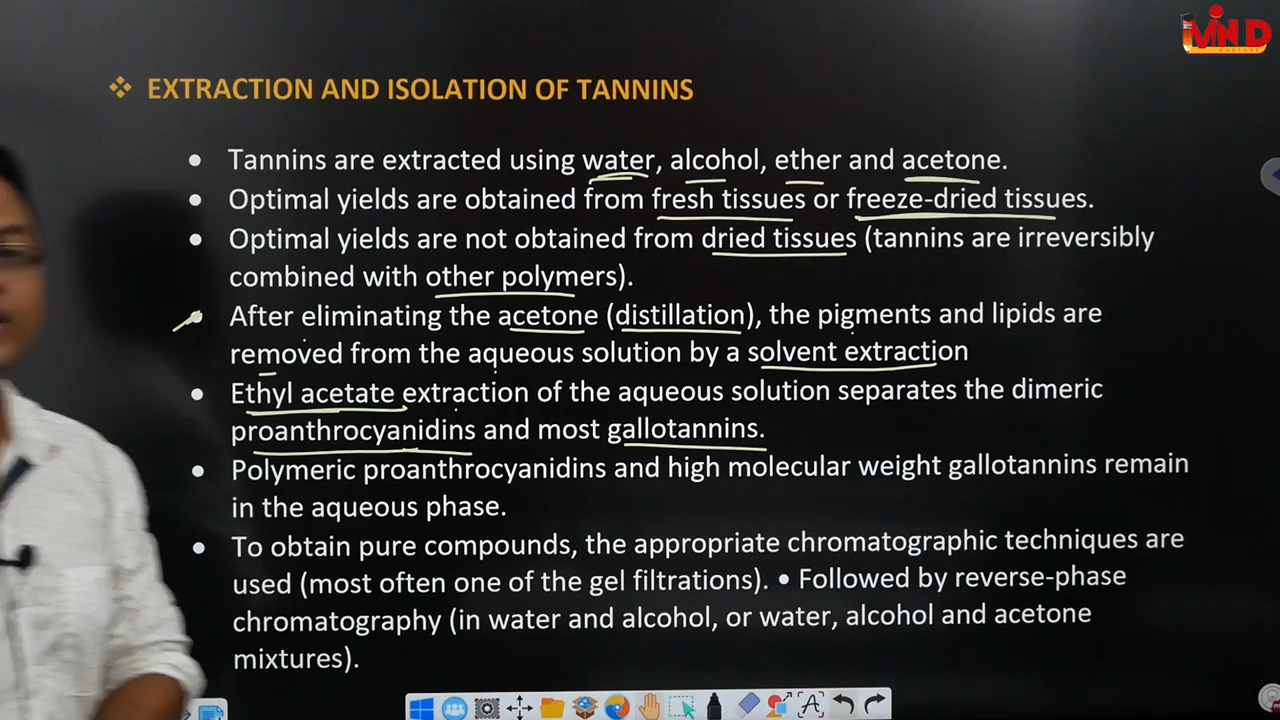 MIND
❖ EXTRACTION AND ISOLATION OF TANNINS
• Tannins are extracted using water, alcohol, ether and acetone.
• Optimal yields are obtained from fresh tissues or freeze-dried tissues.
• Optimal yields are not obtained from dried tissues (tannins are irreversibly
combined with other polymers).
• After eliminating the acetone (distillation), the pigments and lipids are
removed from the aqueous solution by a solvent extraction
• Ethyl acetate extraction of the aqueous solution separates the dimeric
proanthrocyanidins and most gallotannins.
• Polymeric proanthrocyanidins and high molecular weight gallotannins remain
in the aqueous phase.
• To obtain pure compounds, the appropriate chromatographic techniques are
used (most often one of the gel filtrations). • Followed by reverse-phase
chromatography (in water and alcohol, or water, alcohol and acetone
mixtures).